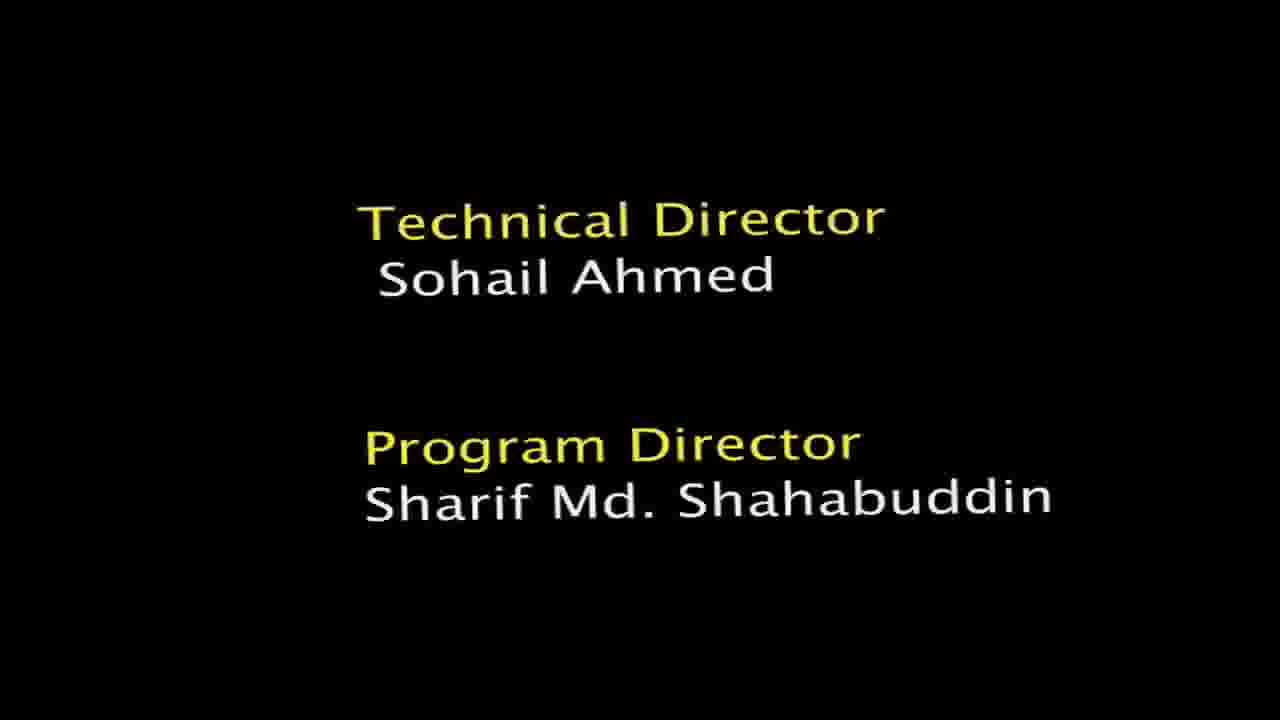 Technical Director
Sohail Ahmed
Program Director
Sharif Md. Shahabuddin